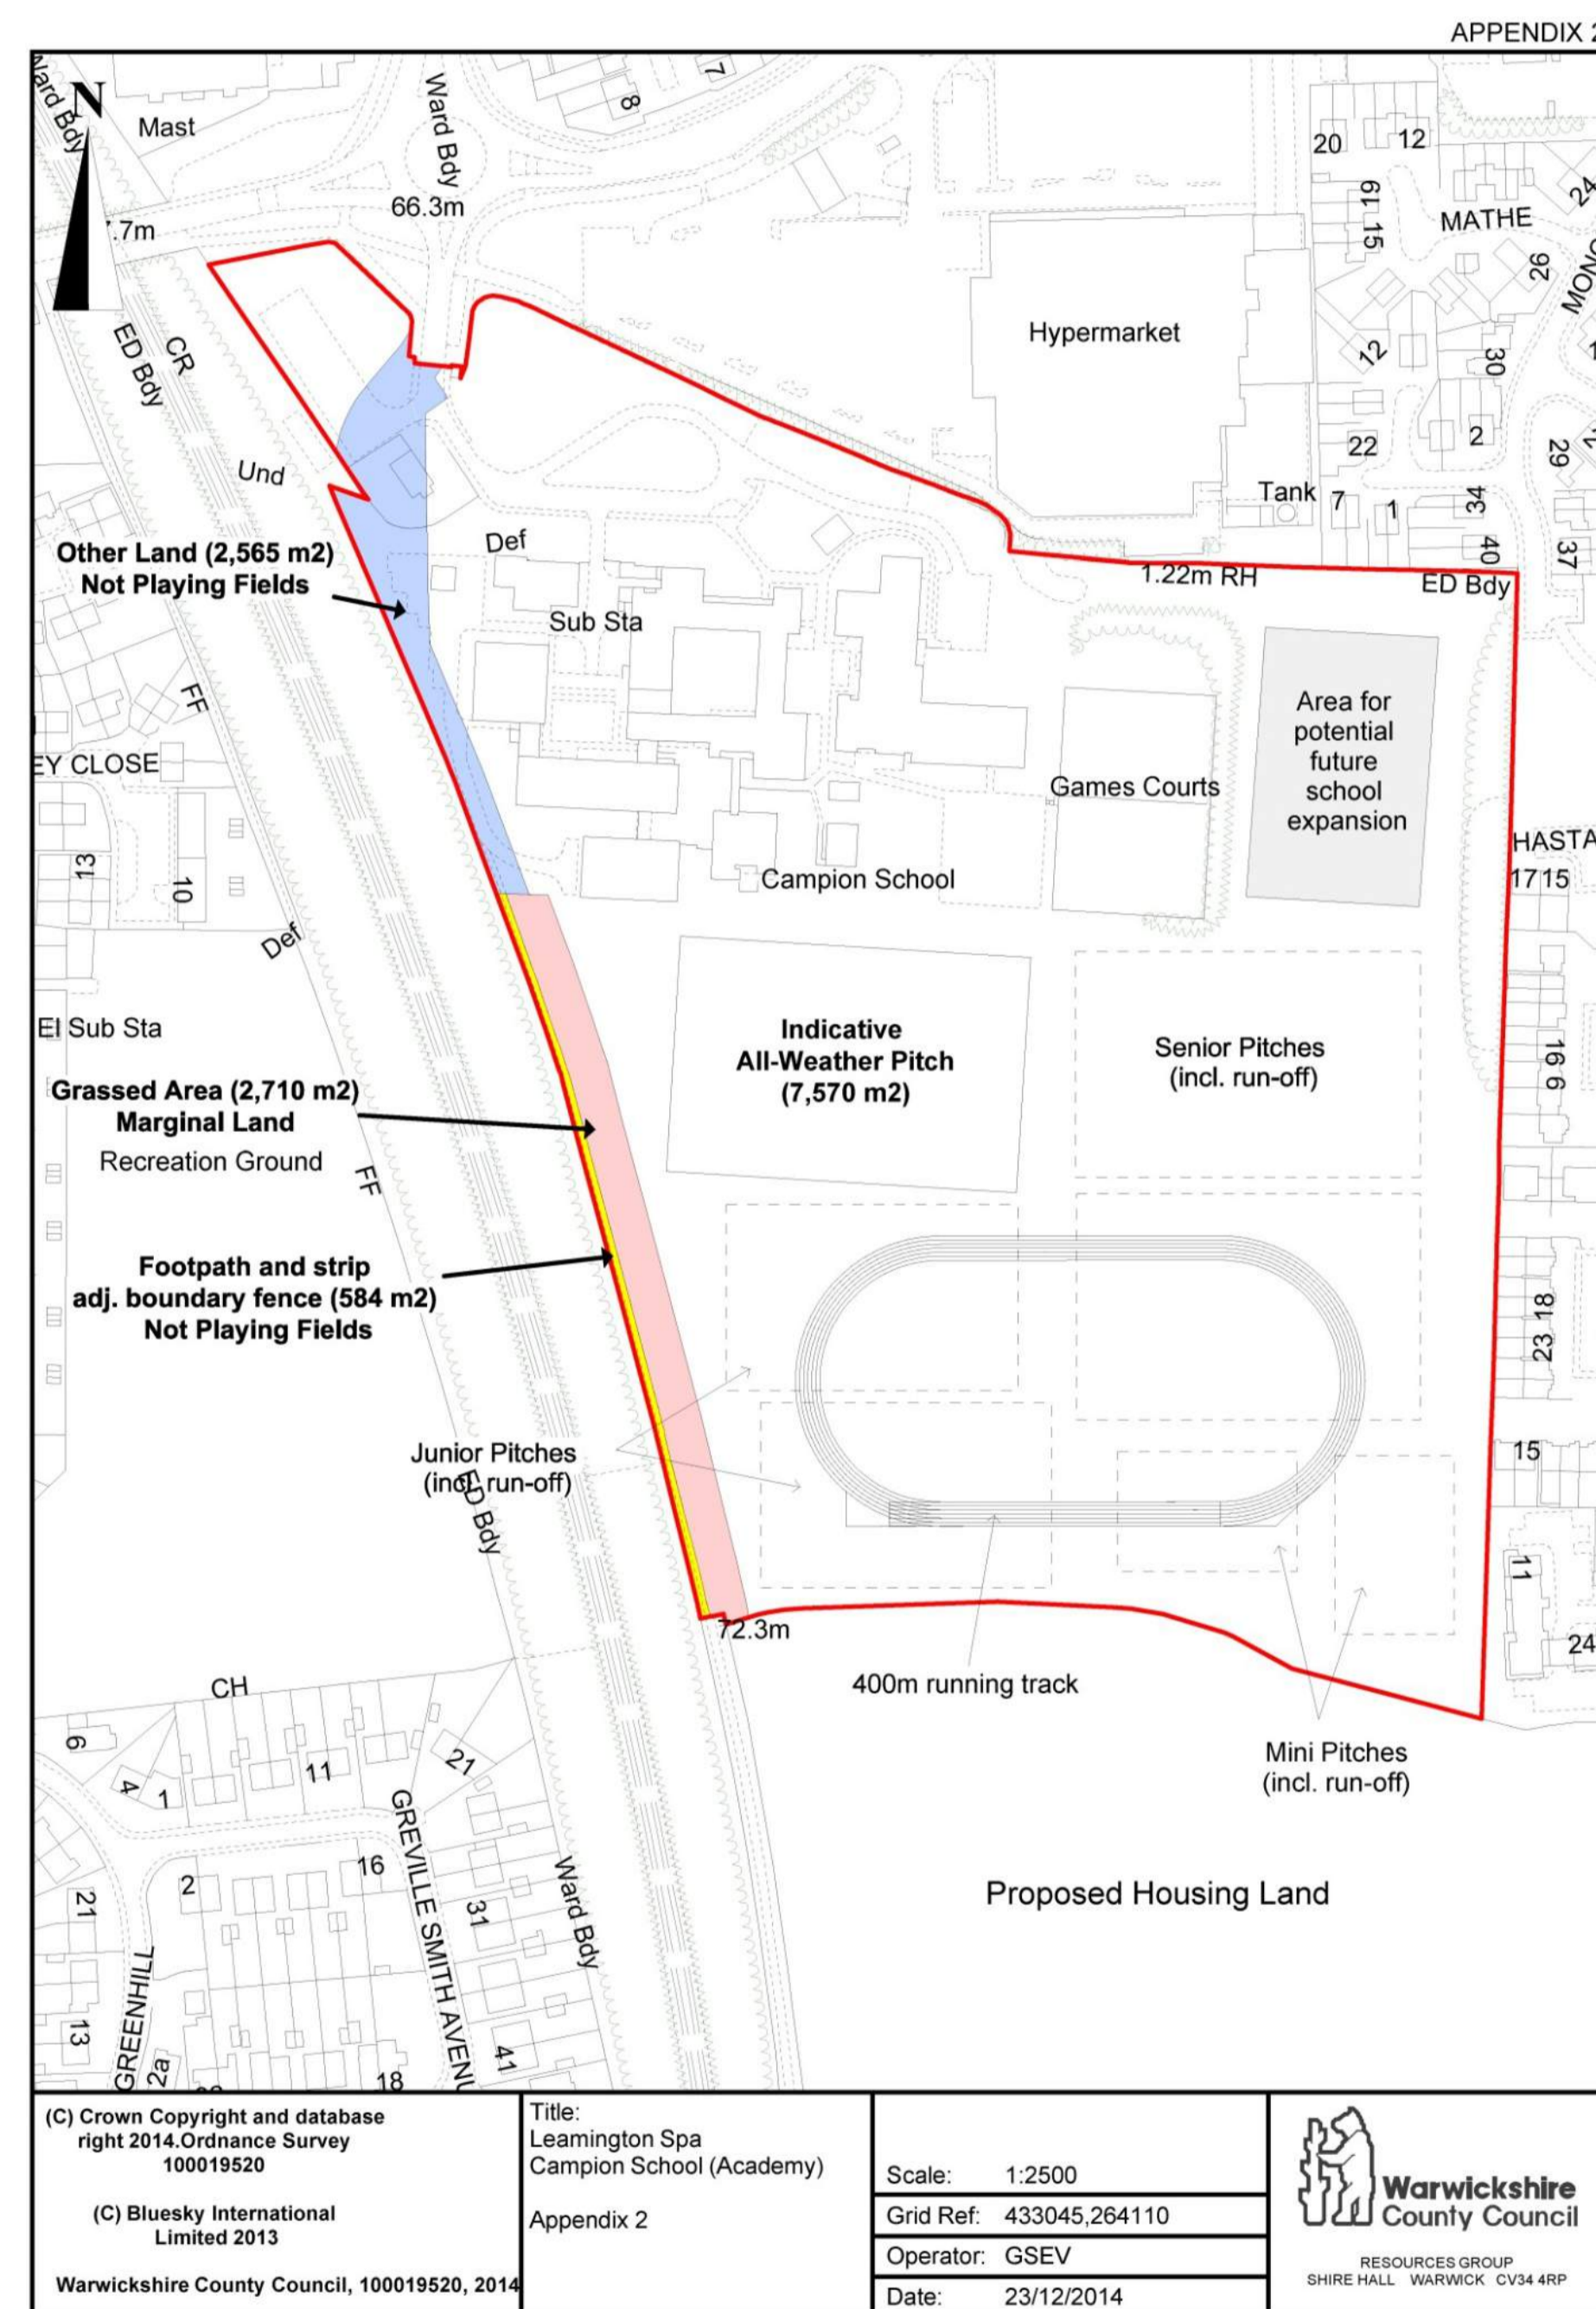 APPENDIX 2
Ward Bdy
N
Mast
Ward Bdy
7
8
66.3m
.7m
20
12
19
15
MATHE
24
26
Hypermarket
12
30
ED Bdy
CR
22
2
29
Und
Tank
7
1
34
40
37
Other Land (2,565 m2)
Not Playing Fields
Def
1.22m RH
ED Bdy
Sub Sta
FF
Area for
potential
future
school
expansion
EY CLOSE
Games Courts
HASTA
13
10
Campion School
17 15
Def
El Sub Sta
Indicative
All-Weather Pitch
(7,570 m2)
Senior Pitches
(incl. run-off)
16 6
Grassed Area (2,710 m2)
Marginal Land
Recreation Ground
FF
Footpath and strip
adj. boundary fence (584 m2)
Not Playing Fields
18
23
Junior Pitches
(incl. run-off)
ED Bdy
15
11
72.3m
24
400m running track
CH
6
4
1
11
21
Mini Pitches
(incl. run-off)
GREVILLE SMITH AVENU
16
2
21
31
Ward Bdy
Proposed Housing Land
GREENHILL
13
2a
18
41
(C) Crown Copyright and database
right 2014.Ordnance Survey
100019520
(C) Bluesky International
Limited 2013
Warwickshire County Council, 100019520, 2014
Title:
Leamington Spa
Campion School (Academy)
Appendix 2
Scale: 1:2500
Grid Ref: 433045,264110
Operator: GSEV
Date: 23/12/2014
Warwickshire
County Council
RESOURCES GROUP
SHIRE HALL WARWICK CV34 4RP